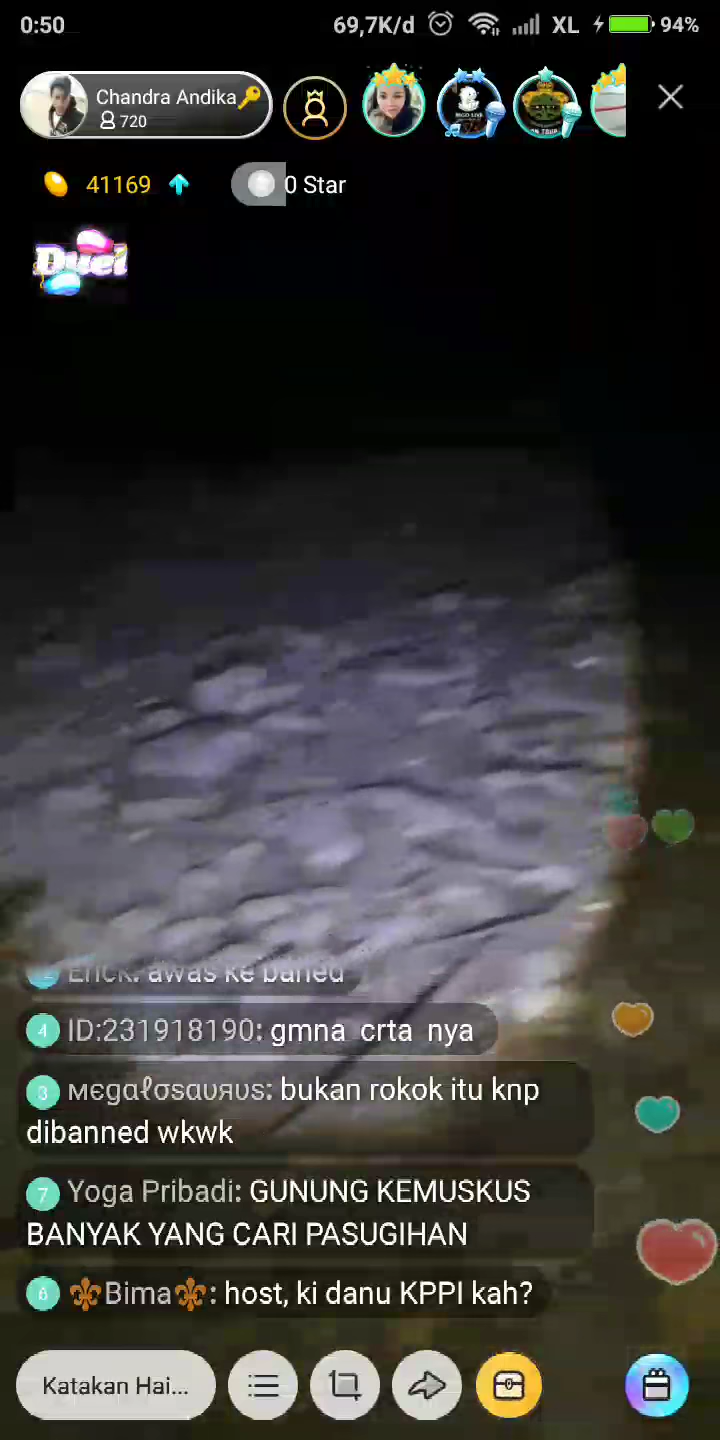 0:50 69,7K/d XL 94%
Chandra Andika
720
41169 0 Star
Duel
Erick: awas ke baned
4 ID:231918190: gmna crta nya
3 мєgαℓσsαυяυs: bukan rokok itu knp
dibanned wkwk
7 Yoga Pribadi: GUNUNG KEMUSKUS
BANYAK YANG CARI PASUGIHAN
6 ⚜Bima⚜: host, ki danu KPPI kah?
Katakan Hai...